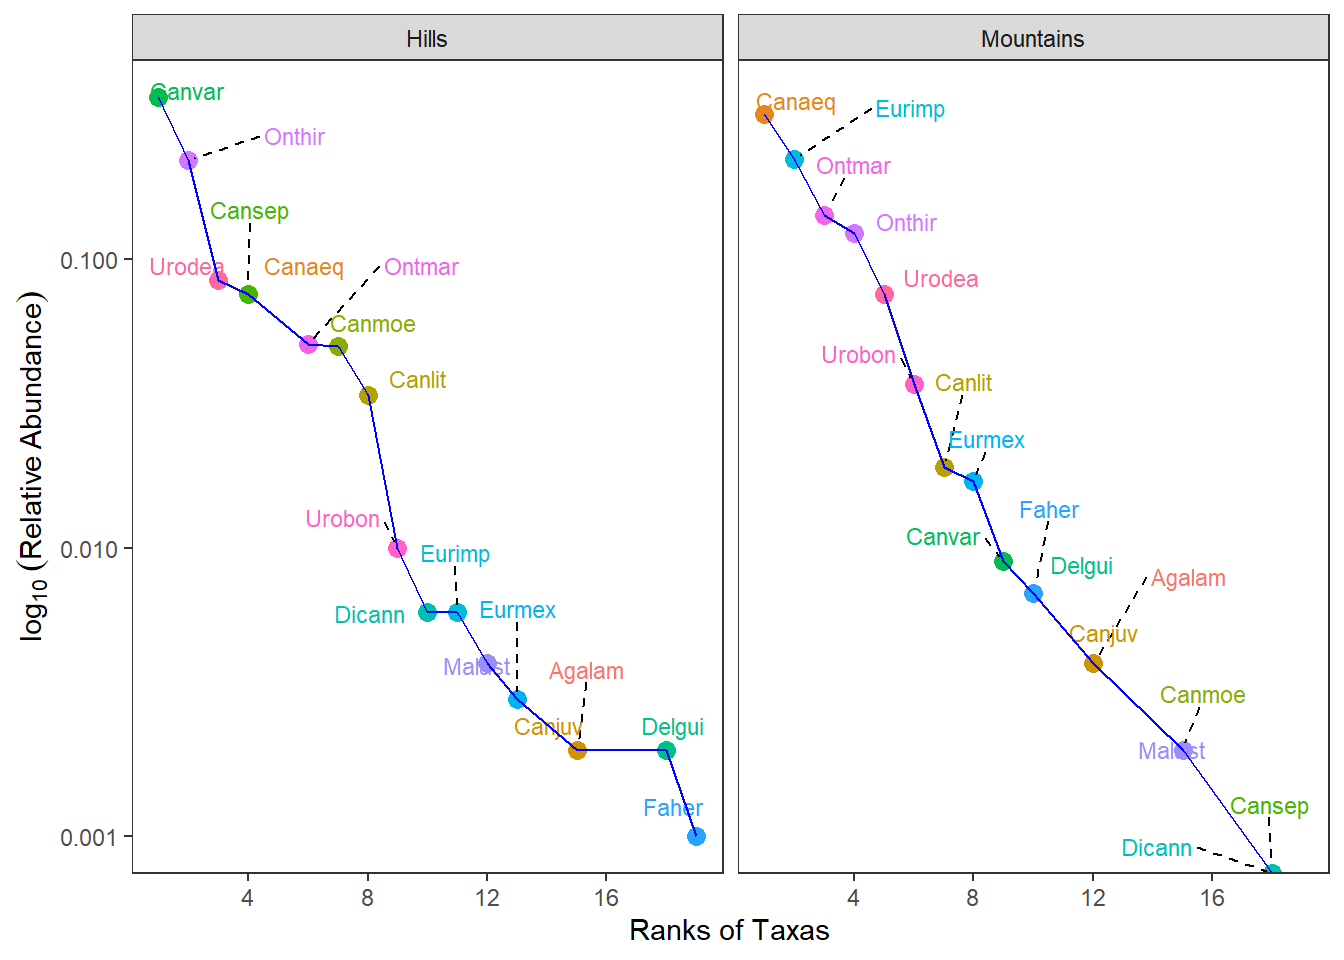 Hills
Mountains
Canvar
Onthir
Cansep
Urodea
Canaeq
Ontmar
Canmoe
Canlit
Urobon
Eurimp
Dicann
Eurmex
Agalam
Canjuv
Delgui
Faher
Canaeq
Eurimp
Ontmar
Onthir
Urodea
Urobon
Canlit
Eurmex
Faher
Canvar
Delgui
Agalam
Canjuv
Canmoe
Cansep
Dicann
0.100
0.010
0.001
log10 (Relative Abundance)
4 8 12 16
4 8 12 16
Ranks of Taxas